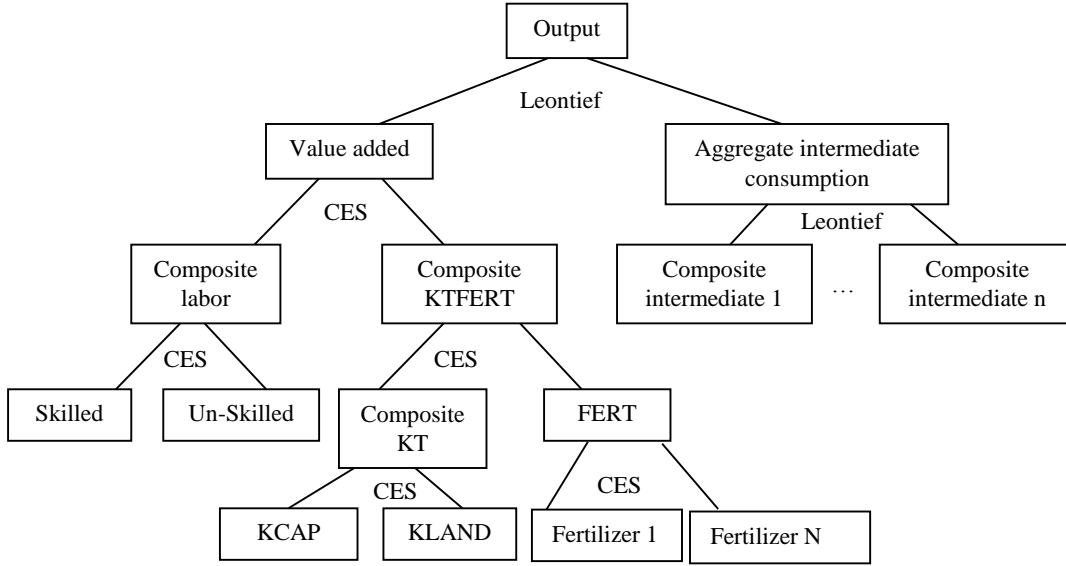 Output
Leontief
Value added
Aggregate intermediate
consumption
CES
Leontief
Composite
labor
Composite
KTFERT
Composite
intermediate 1
…
Composite
intermediate n
CES
CES
Skilled
Un-Skilled
Composite
KT
FERT
CES
CES
KCAP
KLAND
Fertilizer 1
Fertilizer N